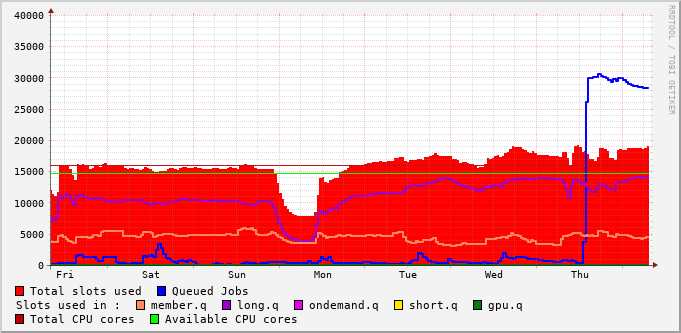 40000
35000
30000
25000
20000
15000
10000
5000
0
Fri Sat Sun Mon Tue Wed Thu
Total slots used Queued Jobs
Slots used in : member.q long.q ondemand.q short.q gpu.q
Total CPU cores Available CPU cores
RRDTOOL / TOBI OETIKER